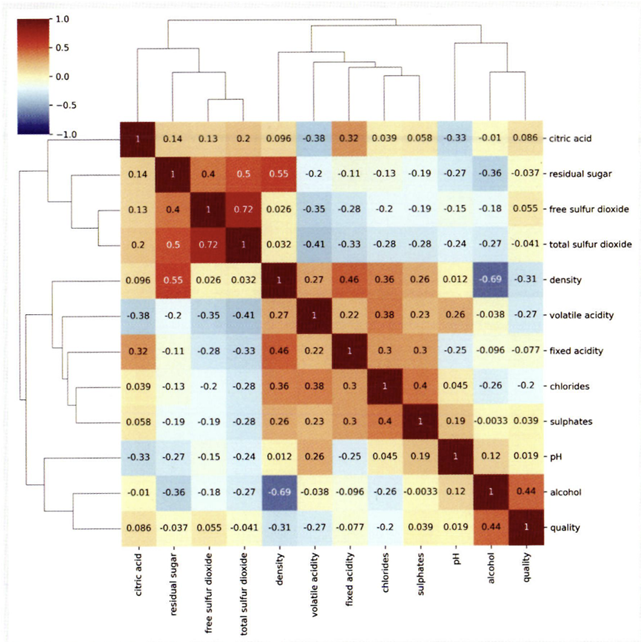 1.0
0.5
0.0
−0.5
−1.0
1 0.14 0.13 0.2 0.096 -0.38 0.32 0.039 0.058 -0.33 -0.01 0.086 citric acid
0.14 1 0.4 0.5 0.55 -0.2 -0.11 -0.13 -0.19 -0.27 -0.36 -0.037 residual sugar
0.13 0.4 1 0.72 0.026 -0.35 -0.28 -0.2 -0.19 -0.15 -0.18 0.055 free sulfur dioxide
0.2 0.5 0.72 1 0.032 -0.41 -0.33 -0.28 -0.28 -0.24 -0.27 -0.041 total sulfur dioxide
0.096 0.55 0.026 0.032 1 0.27 0.46 0.36 0.26 0.012 -0.69 -0.31 density
-0.38 -0.2 -0.35 -0.41 0.27 1 0.22 0.38 0.23 0.26 -0.038 -0.27 volatile acidity
0.32 -0.11 -0.28 -0.33 0.46 0.22 1 0.3 0.3 -0.25 -0.096 -0.077 fixed acidity
0.039 -0.13 -0.2 -0.28 0.36 0.38 0.3 1 0.4 0.045 -0.26 -0.2 chlorides
0.058 -0.19 -0.19 -0.28 0.26 0.23 0.3 0.4 1 0.19 -0.0033 0.039 sulphates
-0.33 -0.27 -0.15 -0.24 0.012 0.26 -0.25 0.045 0.19 1 0.12 0.019 pH
-0.01 -0.36 -0.18 -0.27 -0.69 -0.038 -0.096 -0.26 -0.0033 0.12 1 0.44 alcohol
0.086 -0.037 0.055 -0.041 -0.31 -0.27 -0.077 -0.2 0.039 0.019 0.44 1 quality
citric acid
residual sugar
free sulfur dioxide
total sulfur dioxide
density
volatile acidity
fixed acidity
chlorides
sulphates
pH
alcohol
quality